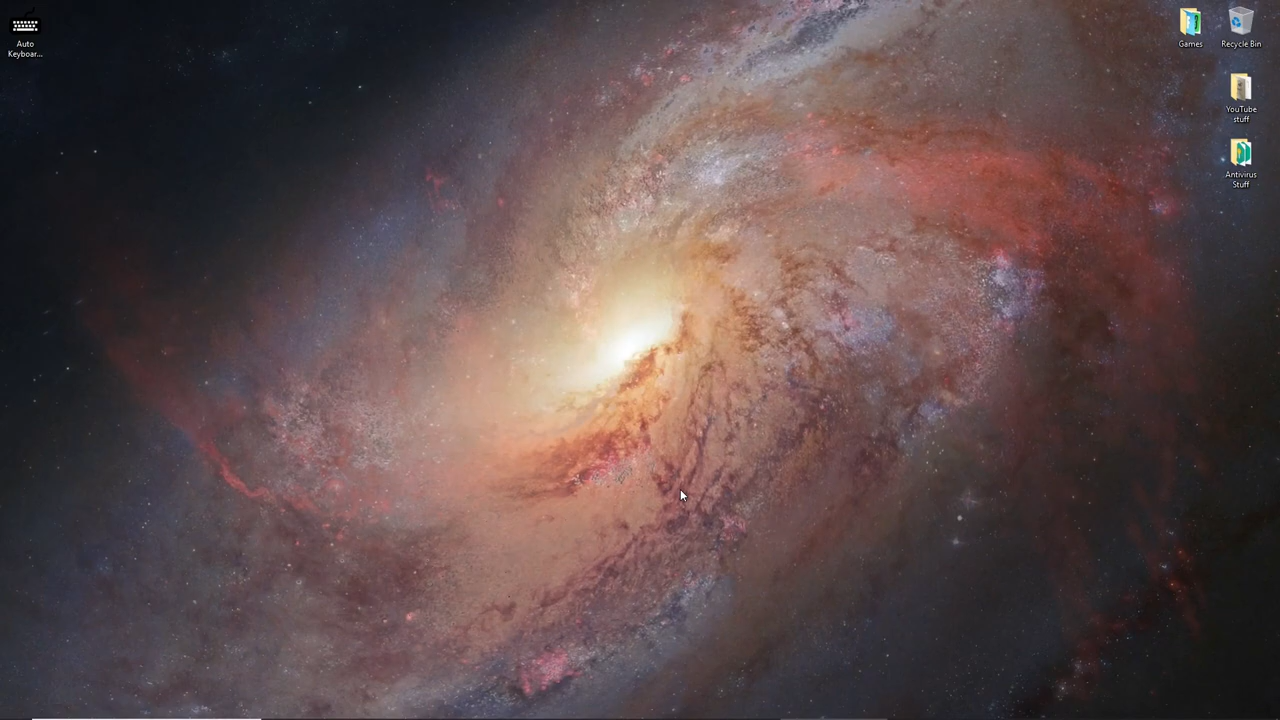 Auto
Keyboar...
Games
Recycle Bin
YouTube
stuff
Antivirus
Stuff